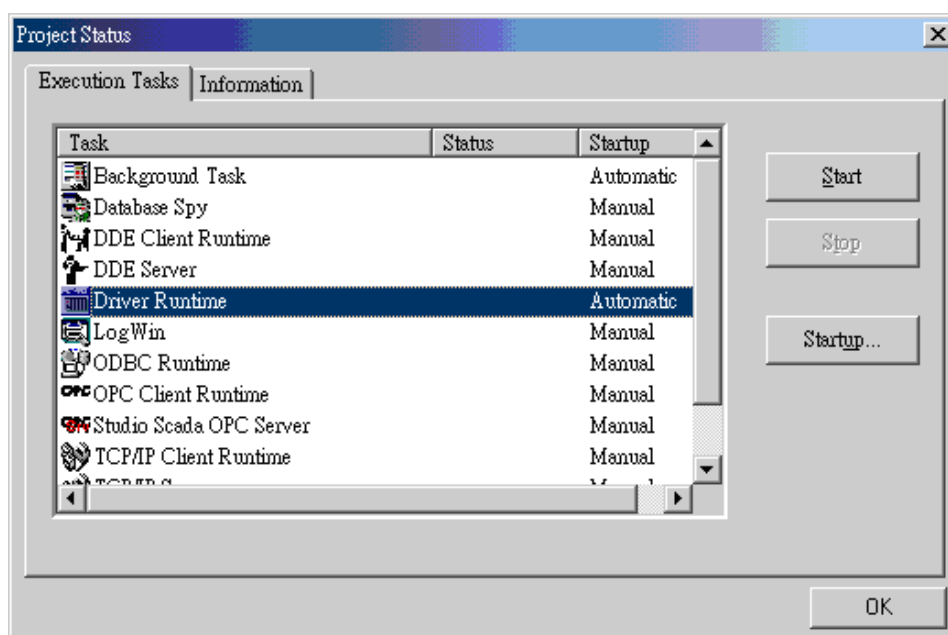 Project Status
Execution Tasks Information
Task Status Startup
Background Task Automatic
Start
Database Spy Manual
DDE Client Runtime Manual
Stop
DDE Server Manual
Driver Runtime Automatic
LogWin Manual
Startup...
ODBC Runtime Manual
OPC Client Runtime Manual
Studio Scada OPC Server Manual
TCP/IP Client Runtime Manual
OK